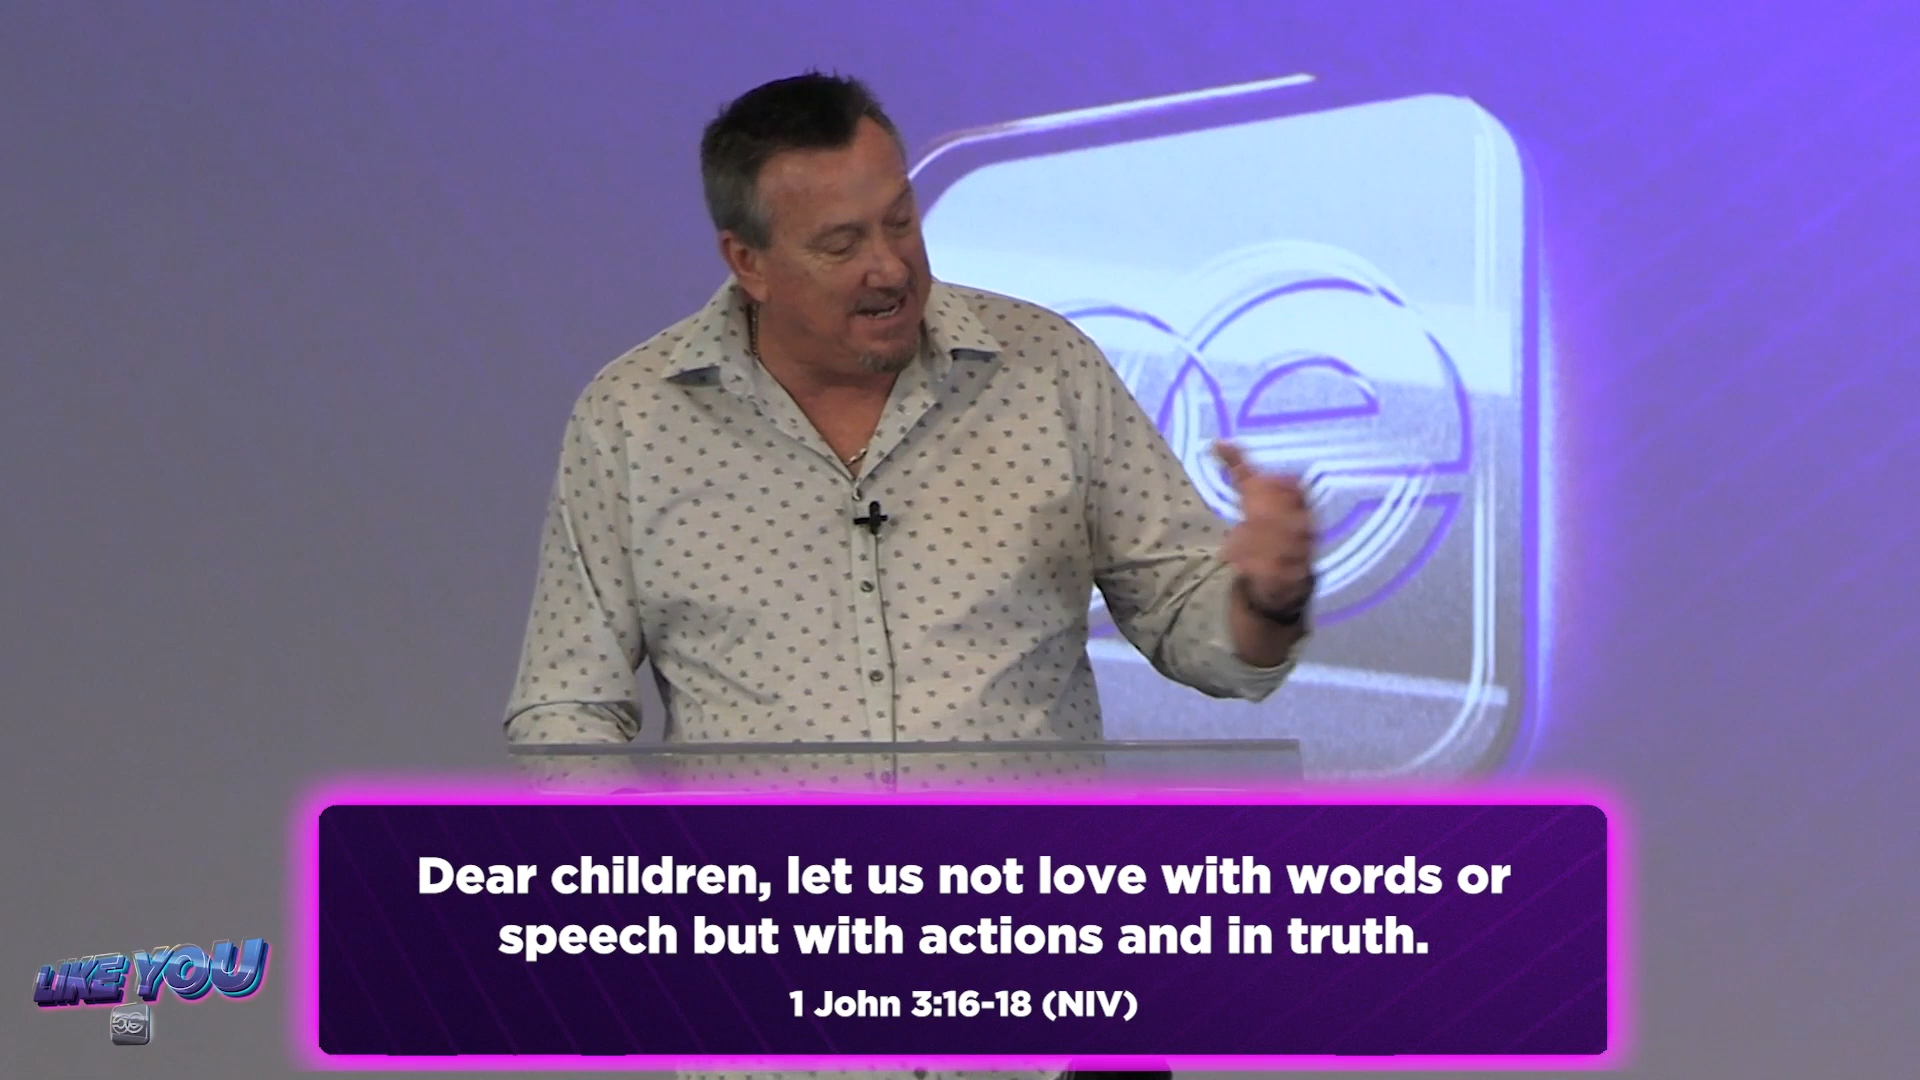 e
Dear children, let us not love with words or
speech but with actions and in truth.
1 John 3:16-18 (NIV)
LIKE YOU